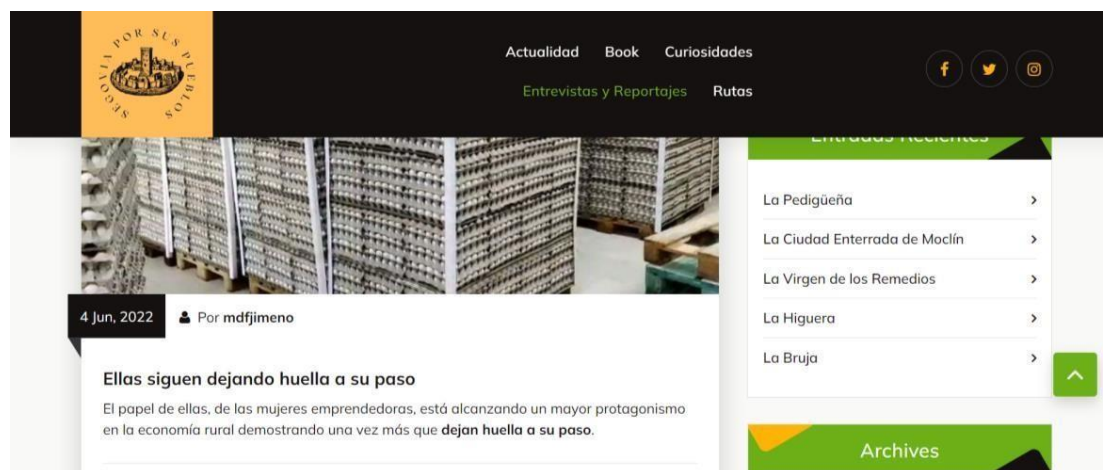 SEGOVIA POR SUS PUEBLOS
Actualidad Book Curiosidades
Entrevistas y Reportajes Rutas
Entradas Recientes
La Pedigüeña
La Ciudad Enterrada de Moclín
La Virgen de los Remedios
La Higuera
La Bruja
4 Jun, 2022 Por mdfjimeno
Ellas siguen dejando huella a su paso
El papel de ellas, de las mujeres emprendedoras, está alcanzando un mayor protagonismo
en la economía rural demostrando una vez más que dejan huella a su paso.
Archives